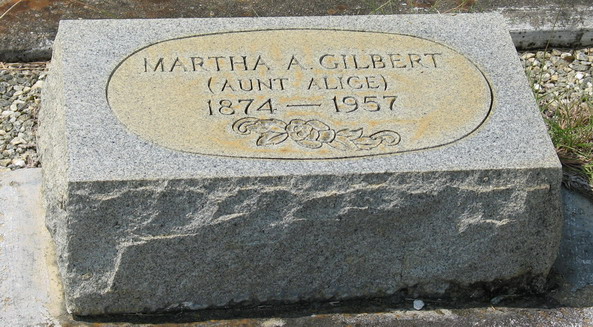 MARTHA A. GILBERT
(AUNT ALICE)
1874 — 1957